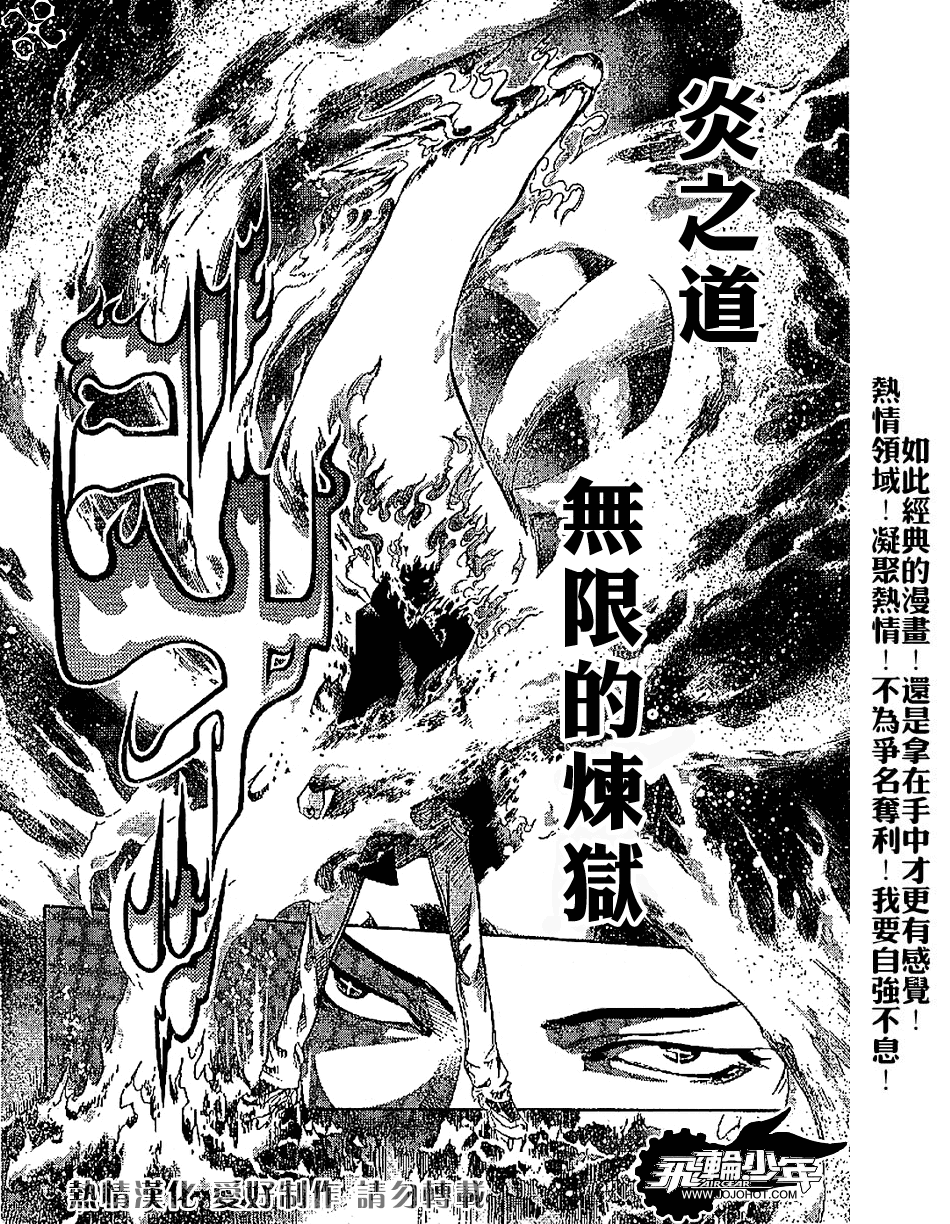 炎之道
無限的煉獄
如此經典的漫畫！還是拿在手中才更有感覺！
熱情領域！凝聚熱情！不為爭名奪利！我要自強不息！
飛輪少年
AIRGEAR
WWW.JOJOHOT.COM
熱情漢化 愛好制作 請勿轉載